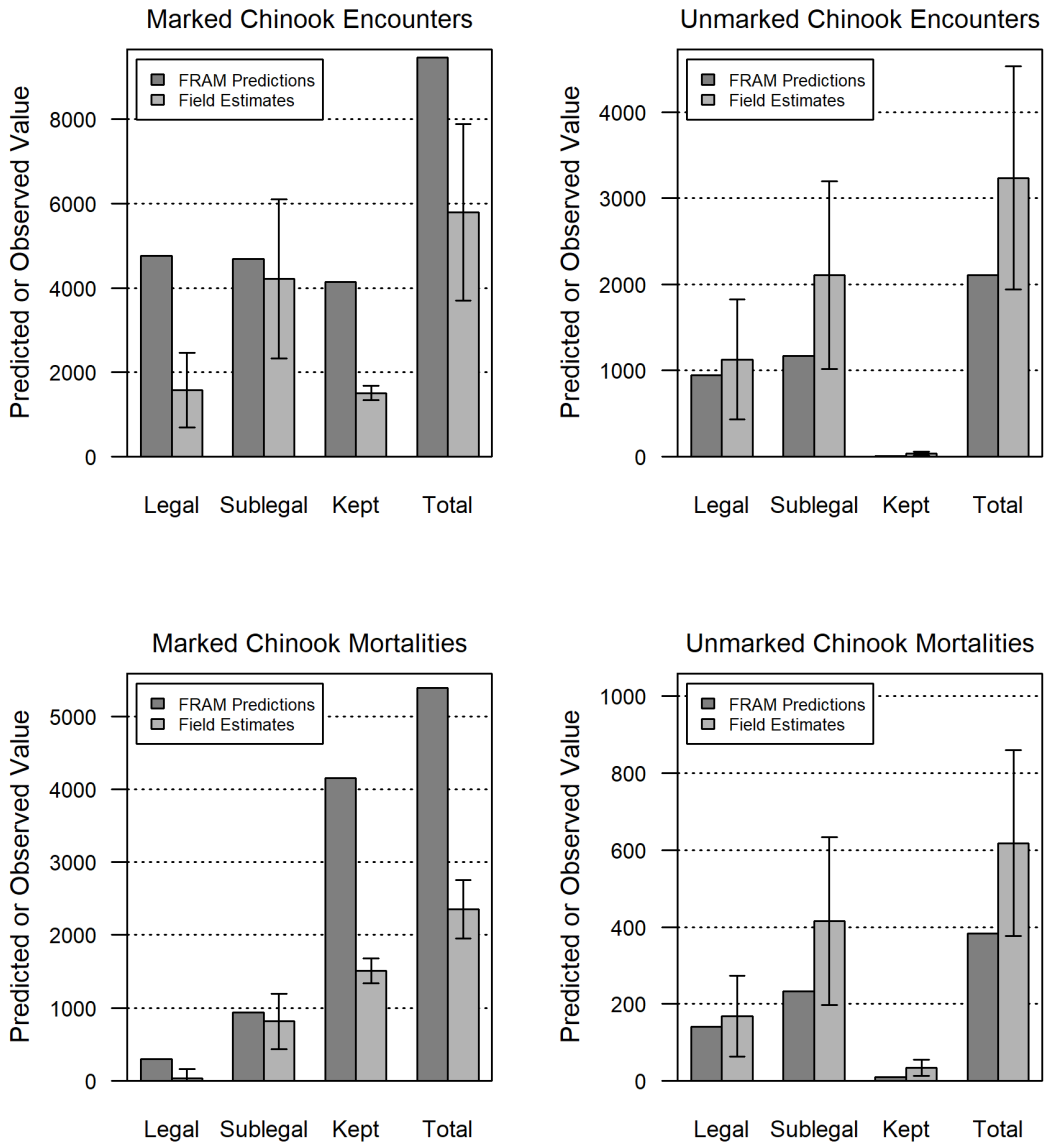 Marked Chinook Encounters
Predicted or Observed Value
FRAM Predictions
Field Estimates
8000
6000
4000
2000
0
Legal Sublegal Kept Total
Unmarked Chinook Encounters
Predicted or Observed Value
FRAM Predictions
Field Estimates
4000
3000
2000
1000
0
Legal Sublegal Kept Total
Marked Chinook Mortalities
Predicted or Observed Value
FRAM Predictions
Field Estimates
5000
4000
3000
2000
1000
0
Legal Sublegal Kept Total
Unmarked Chinook Mortalities
Predicted or Observed Value
FRAM Predictions
Field Estimates
1000
800
600
400
200
0
Legal Sublegal Kept Total